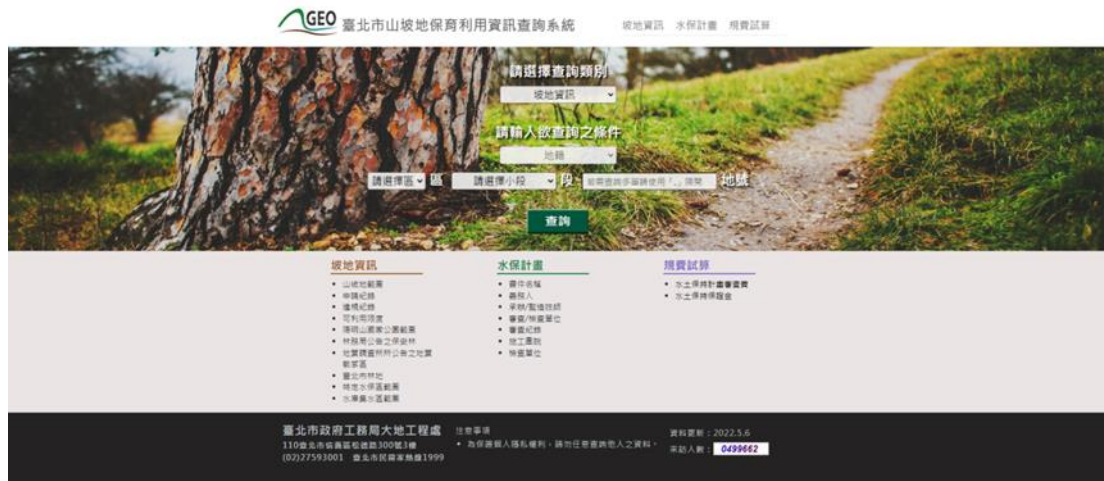 GEO 臺北市山坡地保育利用資訊查詢系統
坡地資訊 水保計畫 規費試算
請選擇查詢類別
坡地資訊
請輸入欲查詢之條件
地籍
請選擇區 區 請選擇小段 段 地號
查詢
坡地資訊
山坡地範圍
申請紀錄
違規紀錄
可利用限度
陽明山國家公園範圍
林務局公告之保安林
地質調查所公告之地質
臺北市林地
特定水保區範圍
水庫集水區範圍
水保計畫
書件名稱
義務人
承辦/監造技師
審查/檢查單位
審查紀錄
施工
檢查單位
規費試算
水土保持計畫審查費
水土保持保證金
臺北市政府工務局大地工程處
110臺北市信義區松德路300號3樓
(02)27593001 臺北市民當家熱線1999
注意事項
為保護個人隱私權利,請勿任意查詢他人之資料。
資料更新:2022.5.6
來訪人數: 0499662